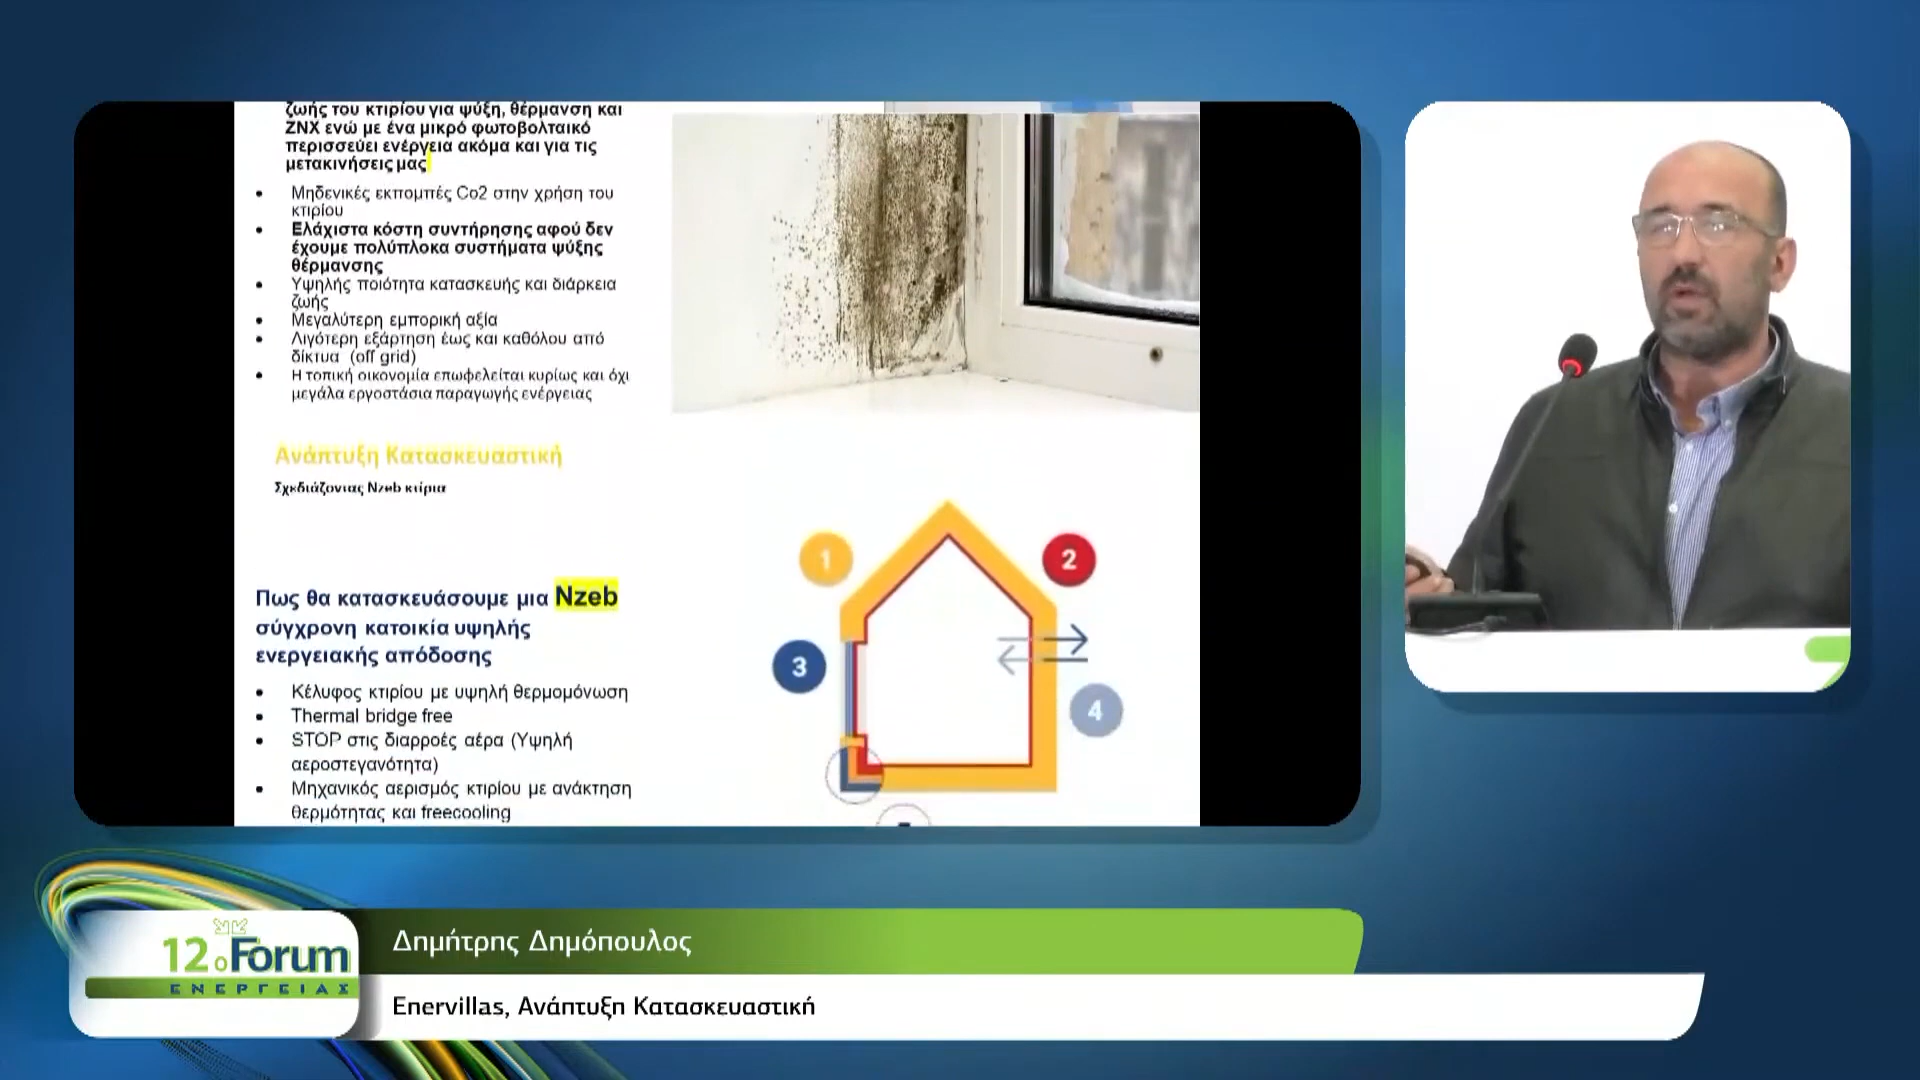 ζωής του κτιρίου για ψύξη, θέρμανση και
ΖΝΧ ενώ με ένα μικρό φωτοβολταικό
περισσεύει ενέργεια ακόμα και για τις
μετακινήσεις μας
• Μηδενικές εκπομπές Co2 στην χρήση του
κτιρίου
• Ελάχιστα κόστη συντήρησης αφού δεν
έχουμε πολύπλοκα συστήματα ψύξης
θέρμανσης
• Υψηλής ποιότητα κατασκευής και διάρκεια
ζωής
• Μεγαλύτερη εμπορική αξία
• Λιγότερη εξάρτηση έως και καθόλου από
δίκτυα (off grid)
• Η τοπική οικονομία επωφελείται κυρίως και όχι
μεγάλα εργοστάσια παραγωγής ενέργειας
Ανάπτυξη Κατασκευαστική
Σχεδιάζοντας Nzeb κτίρια
Πως θα κατασκευάσουμε μια Nzeb
σύγχρονη κατοικία υψηλής
ενεργειακής απόδοσης
• Κέλυφος κτιρίου με υψηλή θερμομόνωση
• Thermal bridge free
• STOP στις διαρροές αέρα (Υψηλή
αεροστεγανότητα)
• Μηχανικός αερισμός κτιρίου με ανάκτηση
θερμότητας και freecooling
1
2
3
4
12ο Forum
ΕΝΕΡΓΕΙΑΣ
Δημήτρης Δημόπουλος
Enervillas, Ανάπτυξη Κατασκευαστική